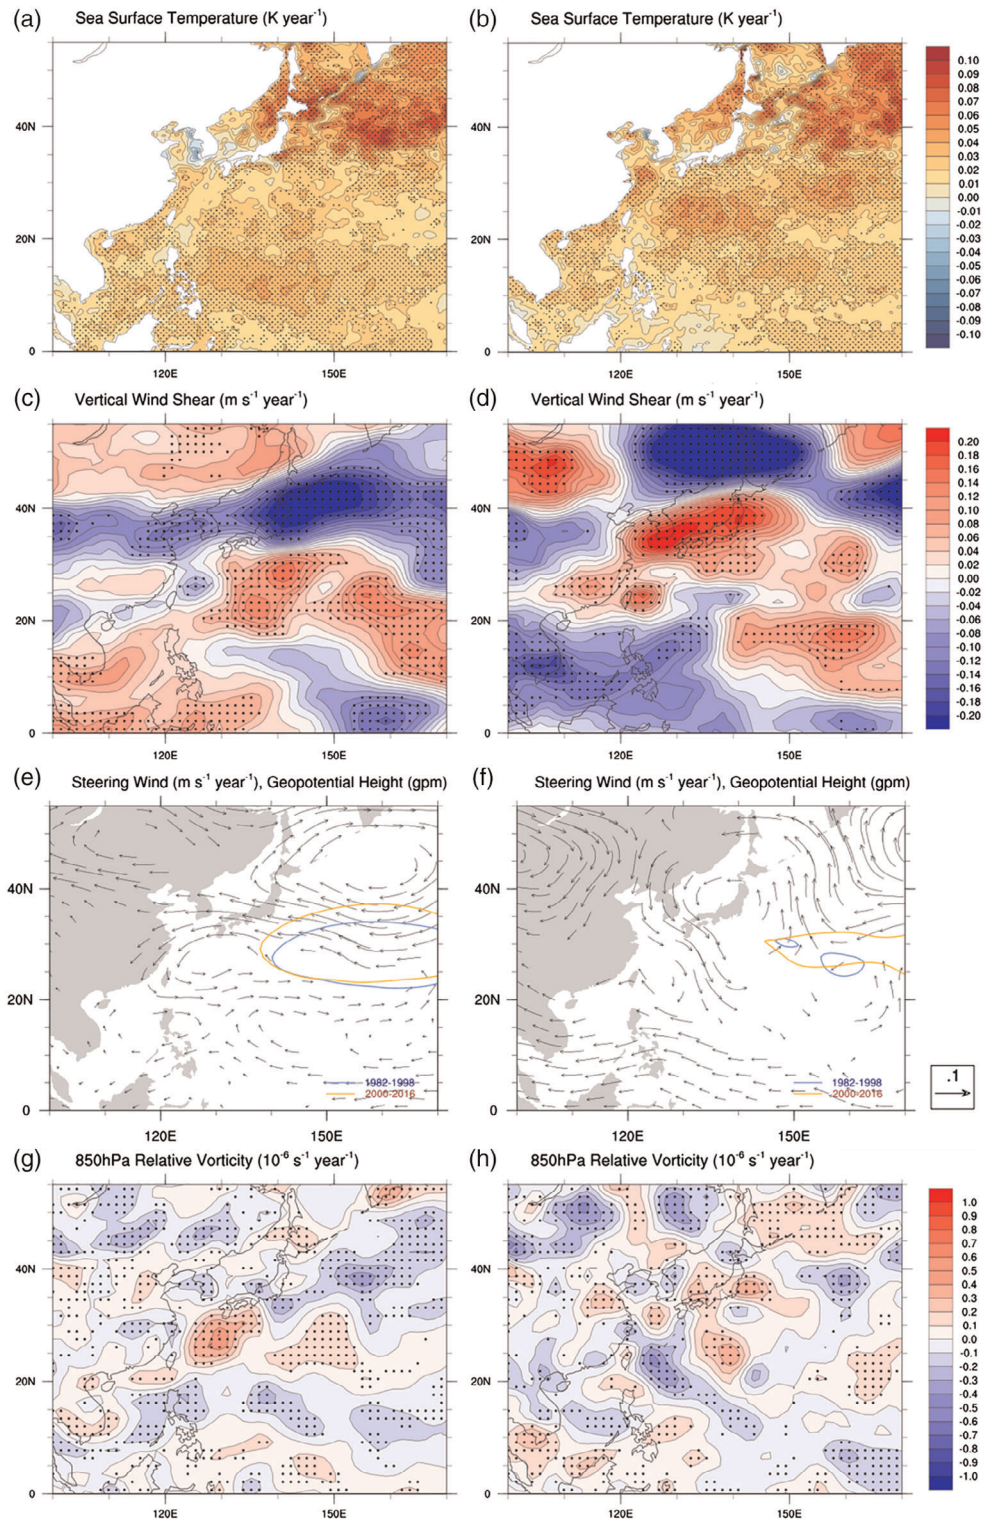 (a) Sea Surface Temperature (K year-1)
(b) Sea Surface Temperature (K year-1)
40N
20N
0
120E 150E
40N
20N
0
120E 150E
0.10
0.09
0.08
0.07
0.06
0.05
0.04
0.03
0.02
0.01
0.00
-0.01
-0.02
-0.03
-0.04
-0.05
-0.06
-0.07
-0.08
-0.09
-0.10
(c) Vertical Wind Shear (m s-1 year-1)
(d) Vertical Wind Shear (m s-1 year-1)
40N
20N
0
120E 150E
40N
20N
0
120E 150E
0.20
0.18
0.16
0.14
0.12
0.10
0.08
0.06
0.04
0.02
0.00
-0.02
-0.04
-0.06
-0.08
-0.10
-0.12
-0.14
-0.16
-0.18
-0.20
(e) Steering Wind (m s-1 year-1), Geopotential Height (gpm)
(f) Steering Wind (m s-1 year-1), Geopotential Height (gpm)
40N
20N
0
120E 150E
1982-1998
2000-2016
40N
20N
0
120E 150E
1982-1998
2000-2016
.1
(g) 850hPa Relative Vorticity (10-6 s-1 year-1)
(h) 850hPa Relative Vorticity (10-6 s-1 year-1)
40N
20N
0
120E 150E
40N
20N
0
120E 150E
1.0
0.9
0.8
0.7
0.6
0.5
0.4
0.3
0.2
0.1
0.0
-0.1
-0.2
-0.3
-0.4
-0.5
-0.6
-0.7
-0.8
-0.9
-1.0